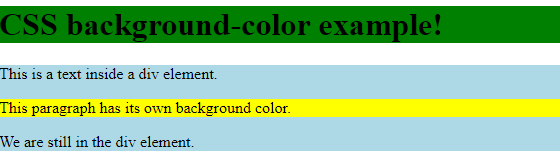 CSS background-color example!
This is a text inside a div element.
This paragraph has its own background color.
We are still in the div element.